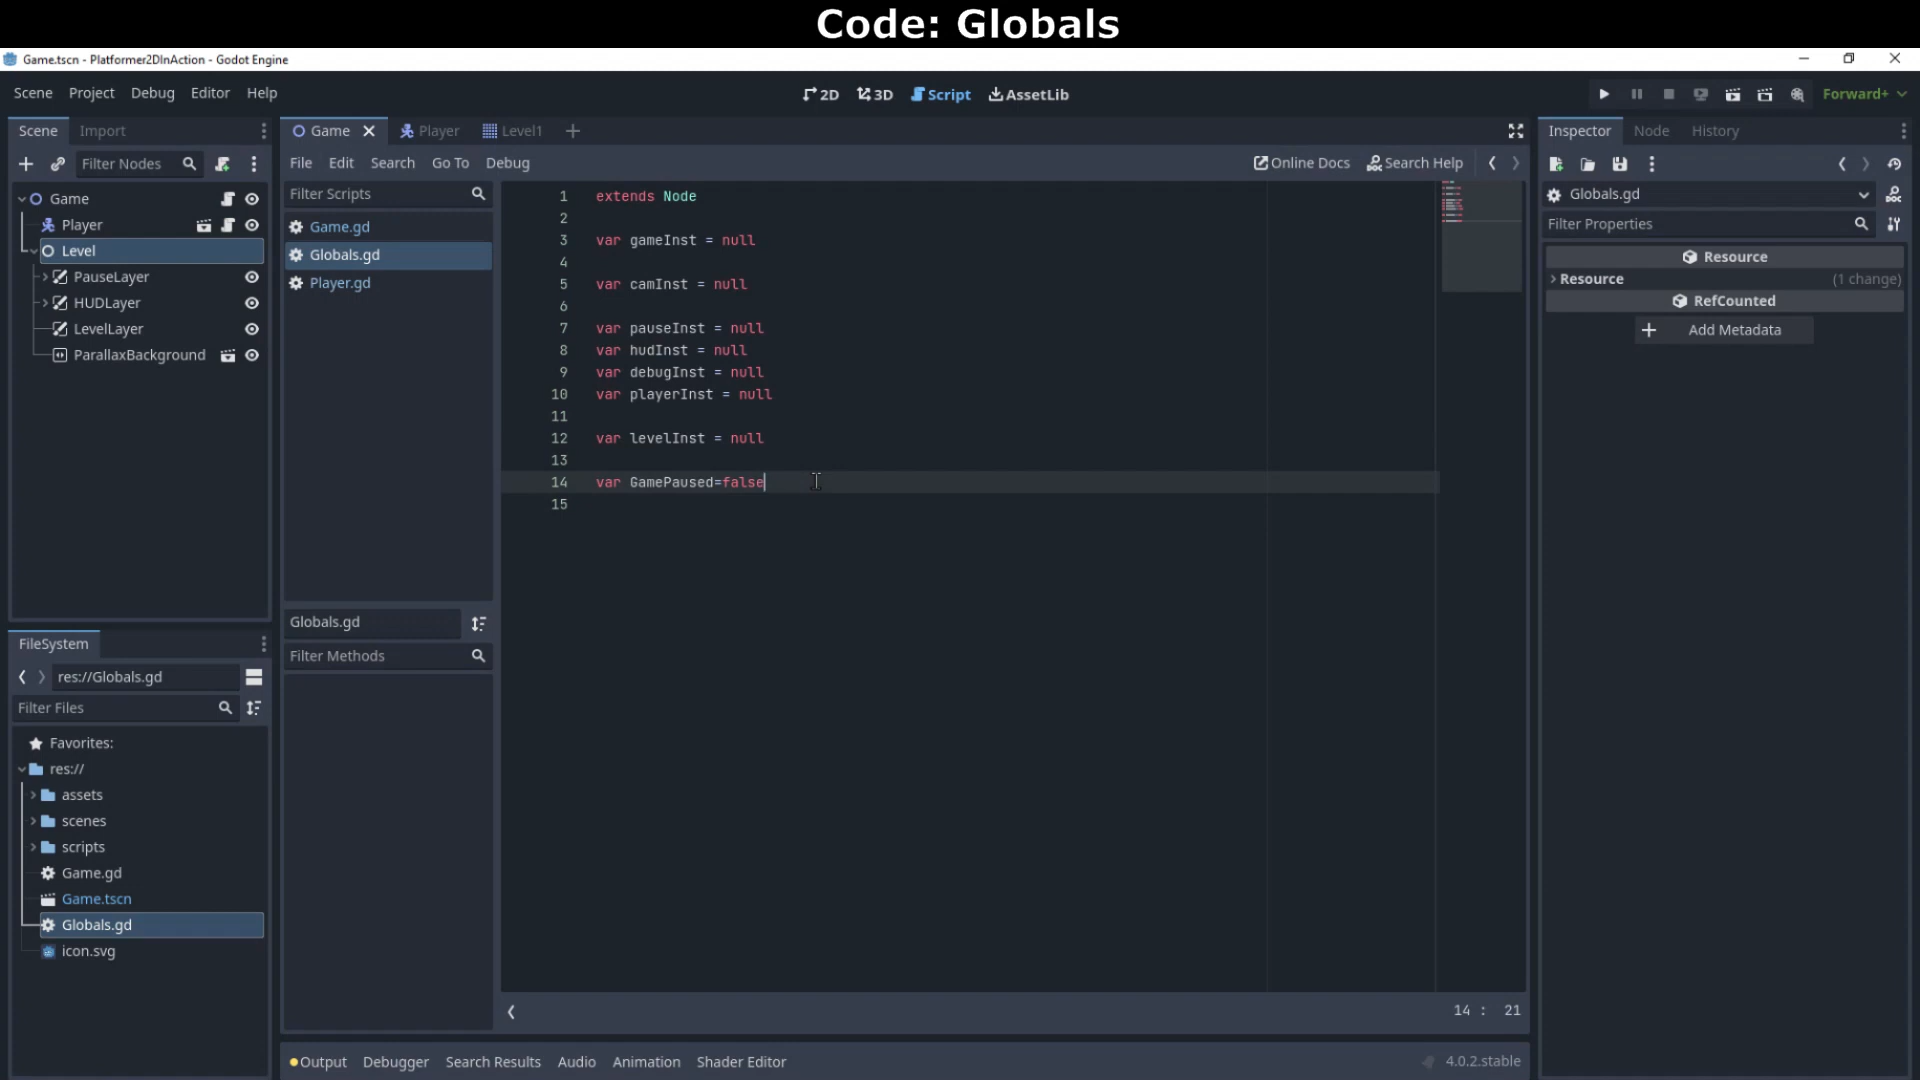 Code: Globals
Game.tscn - Platformer2DInAction - Godot Engine
Scene Project Debug Editor Help
2D 3D Script AssetLib
Forward+
Scene Import
Filter Nodes
Game
Player
Level
PauseLayer
HUDLayer
LevelLayer
ParallaxBackground
FileSystem
res://Globals.gd
Filter Files
Favorites:
res://
assets
scenes
scripts
Game.gd
Game.tscn
Globals.gd
icon.svg
Game Player Level1
File Edit Search Go To Debug
Online Docs Search Help
Filter Scripts
Game.gd
Globals.gd
Player.gd
Globals.gd
Filter Methods
1 extends Node
2
3 var gameInst = null
4
5 var camInst = null
6
7 var pauseInst = null
8 var hudInst = null
9 var debugInst = null
10 var playerInst = null
11
12 var levelInst = null
13
14 var GamePaused=false
15
14 : 21
Output Debugger Search Results Audio Animation Shader Editor
4.0.2.stable
Inspector Node History
Globals.gd
Filter Properties
Resource
Resource (1 change)
RefCounted
Add Metadata